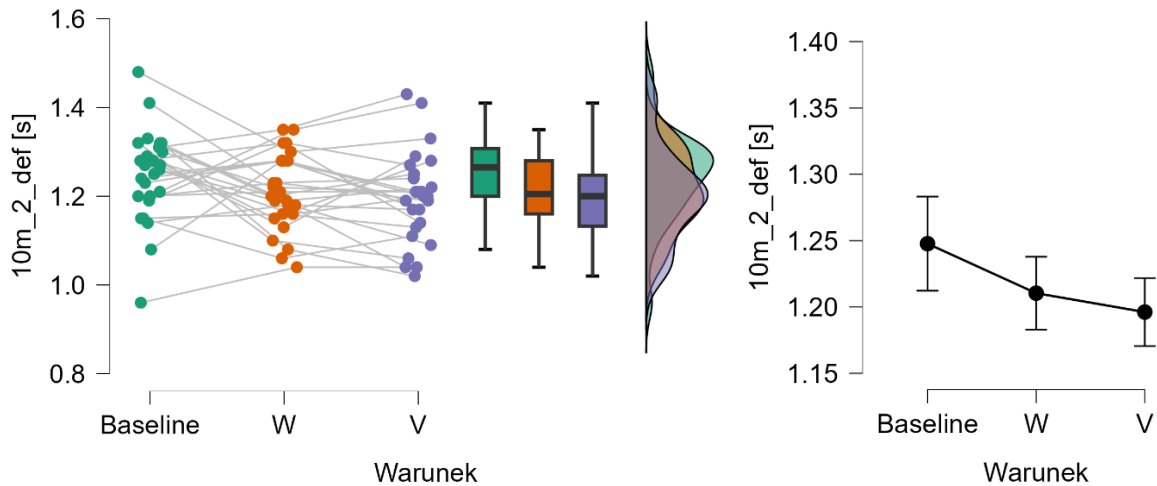 10m_2_def [s]
1.6
1.4
1.2
1.0
0.8
Baseline W V
Warunek
10m_2_def [s]
1.40
1.35
1.30
1.25
1.20
1.15
Baseline W V
Warunek